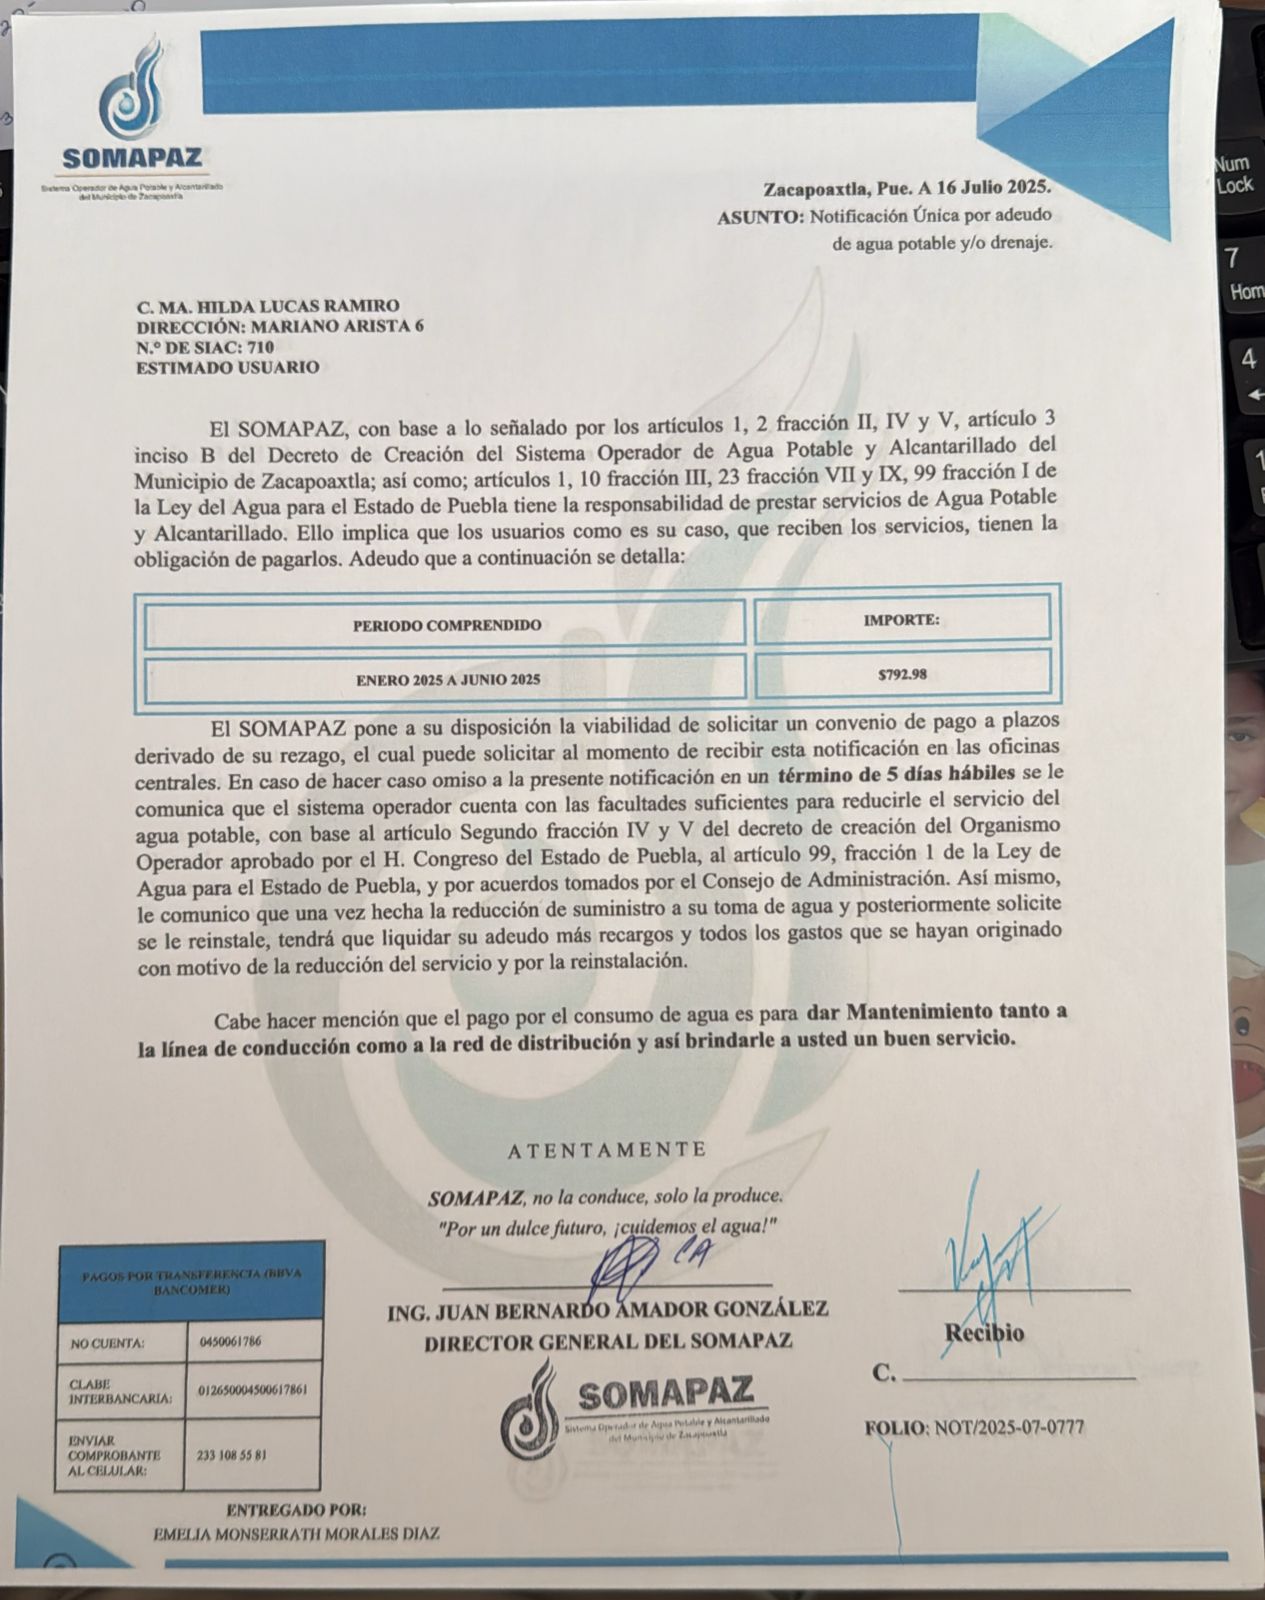 SOMAPAZ
Sistema Operador de Agua Potable y Alcantarillado
del Municipio de Zacapoaxtla
Zacapoaxtla, Pue. A 16 Julio 2025.
ASUNTO: Notificación Única por adeudo
de agua potable y/o drenaje.
C. MA. HILDA LUCAS RAMIRO
DIRECCIÓN: MARIANO ARISTA 6
N.º DE SIAC: 710
ESTIMADO USUARIO
El SOMAPAZ, con base a lo señalado por los artículos 1, 2 fracción II, IV y V, artículo 3
inciso B del Decreto de Creación del Sistema Operador de Agua Potable y Alcantarillado del
Municipio de Zacapoaxtla; así como; artículos 1, 10 fracción III, 23 fracción VII y IX, 99 fracción I de
la Ley del Agua para el Estado de Puebla tiene la responsabilidad de prestar servicios de Agua Potable
y Alcantarillado. Ello implica que los usuarios como es su caso, que reciben los servicios, tienen la
obligación de pagarlos. Adeudo que a continuación se detalla:
PERIODO COMPRENDIDO IMPORTE:
ENERO 2025 A JUNIO 2025 $792.98
El SOMAPAZ pone a su disposición la viabilidad de solicitar un convenio de pago a plazos
derivado de su rezago, el cual puede solicitar al momento de recibir esta notificación en las oficinas
centrales. En caso de hacer caso omiso a la presente notificación en un término de 5 días hábiles se le
comunica que el sistema operador cuenta con las facultades suficientes para reducirle el servicio del
agua potable, con base al artículo Segundo fracción IV y V del decreto de creación del Organismo
Operador aprobado por el H. Congreso del Estado de Puebla, al artículo 99, fracción 1 de la Ley de
Agua para el Estado de Puebla, y por acuerdos tomados por el Consejo de Administración. Así mismo,
le comunico que una vez hecha la reducción de suministro a su toma de agua y posteriormente solicite
se le reinstale, tendrá que liquidar su adeudo más recargos y todos los gastos que se hayan originado
con motivo de la reducción del servicio y por la reinstalación.
Cabe hacer mención que el pago por el consumo de agua es para dar Mantenimiento tanto a
la línea de conducción como a la red de distribución y así brindarle a usted un buen servicio.
ATENTAMENTE
SOMAPAZ, no la conduce, solo la produce.
"Por un dulce futuro, ¡cuidemos el agua!"
CA
ING. JUAN BERNARDO AMADOR GONZÁLEZ
DIRECTOR GENERAL DEL SOMAPAZ
SOMAPAZ
Sistema Operador de Agua Potable y Alcantarillado
del Municipio de Zacapoaxtla
Recibio
C.
FOLIO: NOT/2025-07-0777
PAGOS POR TRANSFERENCIA (BBVA
BANCOMER)
NO CUENTA: 0450061786
CLABE
INTERBANCARIA: 012650004500617861
ENVIAR
COMPROBANTE
AL CELULAR: 233 108 55 81
ENTREGADO POR:
EMELIA MONSERRATH MORALES DIAZ
Num
Lock
7
Hom
4
1